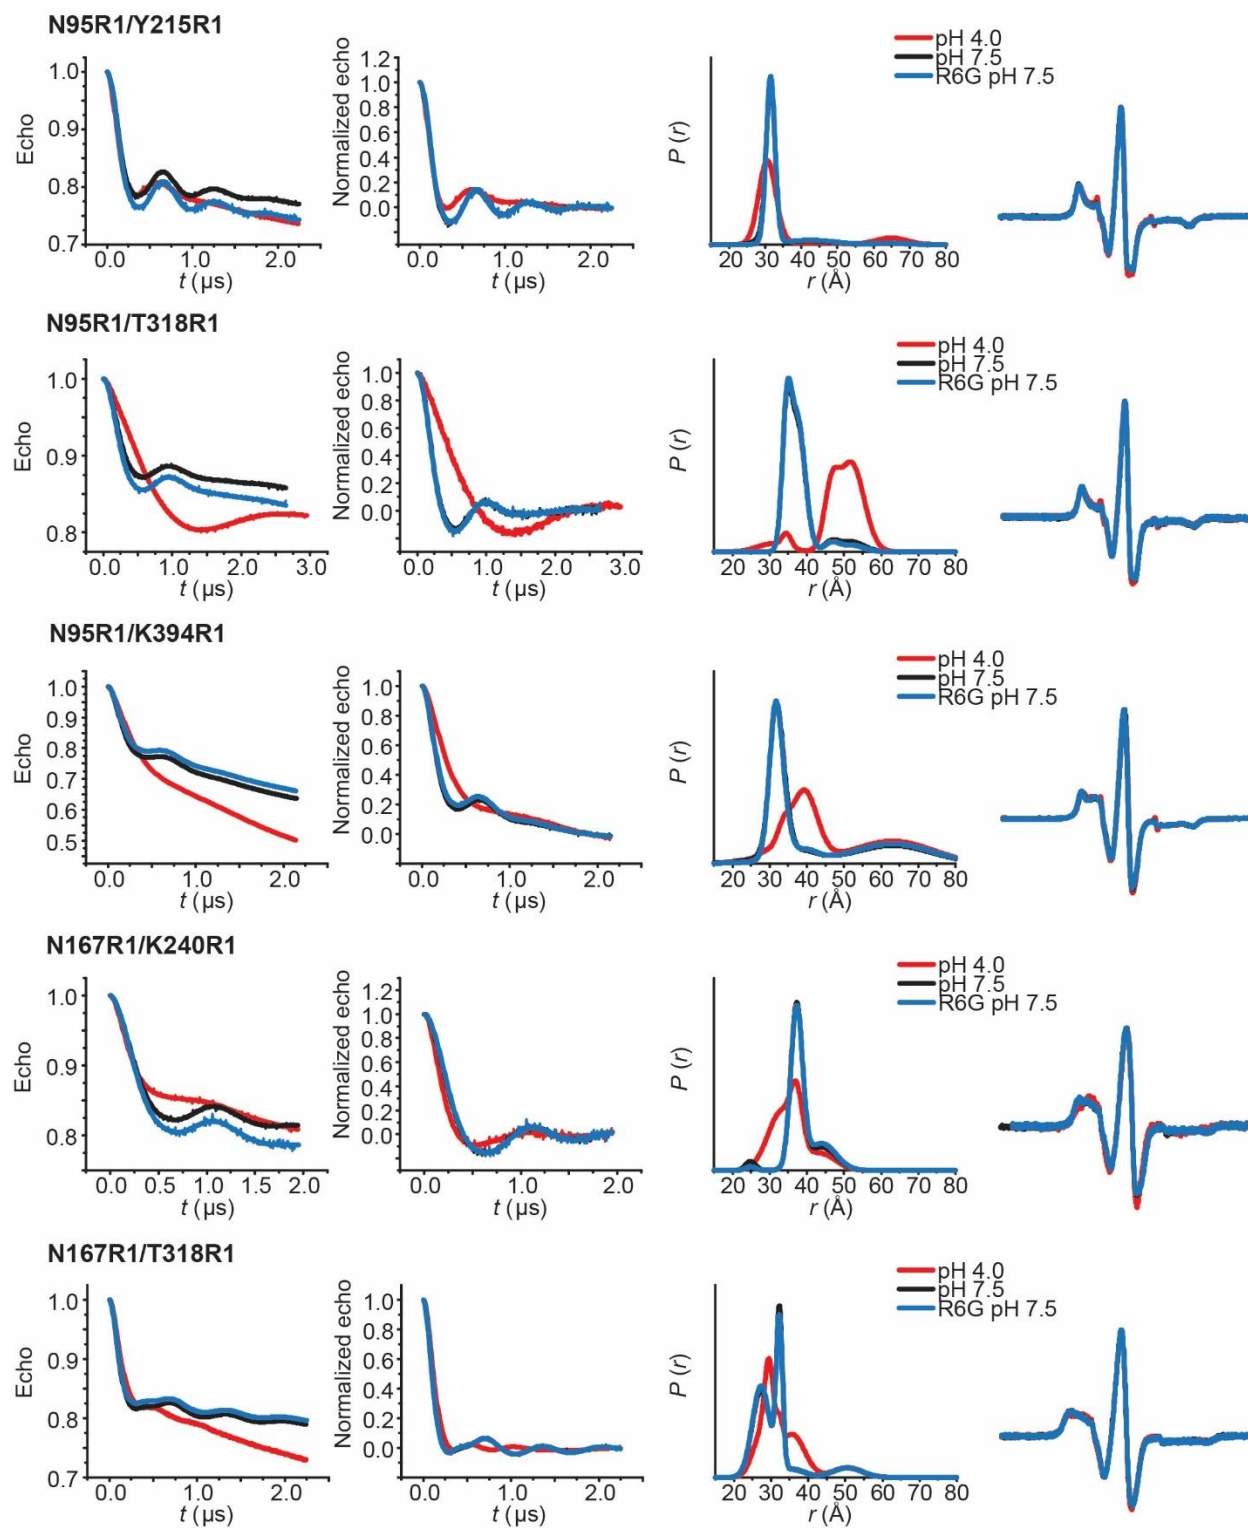 N95R1/Y215R1
Echo
1.0
0.9
0.8
0.7
0.0 1.0 2.0
t (µs)
Normalized echo
1.2
1.0
0.8
0.6
0.4
0.2
0.0
0.0 1.0 2.0
t (µs)
P (r)
20 30 40 50 60 70 80
r (Å)
pH 4.0
pH 7.5
R6G pH 7.5
N95R1/T318R1
Echo
1.0
0.9
0.8
0.0 1.0 2.0 3.0
t (µs)
Normalized echo
1.0
0.8
0.6
0.4
0.2
0.0
0.0 1.0 2.0 3.0
t (µs)
P (r)
20 30 40 50 60 70 80
r (Å)
pH 4.0
pH 7.5
R6G pH 7.5
N95R1/K394R1
Echo
1.0
0.9
0.8
0.7
0.6
0.5
0.0 1.0 2.0
t (µs)
Normalized echo
1.0
0.8
0.6
0.4
0.2
0.0
0.0 1.0 2.0
t (µs)
P (r)
20 30 40 50 60 70 80
r (Å)
pH 4.0
pH 7.5
R6G pH 7.5
N167R1/K240R1
Echo
1.0
0.9
0.8
0.0 0.5 1.0 1.5 2.0
t (µs)
Normalized echo
1.2
1.0
0.8
0.6
0.4
0.2
0.0
0.0 1.0 2.0
t (µs)
P (r)
20 30 40 50 60 70 80
r (Å)
pH 4.0
pH 7.5
R6G pH 7.5
N167R1/T318R1
Echo
1.0
0.9
0.8
0.7
0.0 1.0 2.0
t (µs)
Normalized echo
1.0
0.8
0.6
0.4
0.2
0.0
0.0 1.0 2.0
t (µs)
P (r)
20 30 40 50 60 70 80
r (Å)
pH 4.0
pH 7.5
R6G pH 7.5